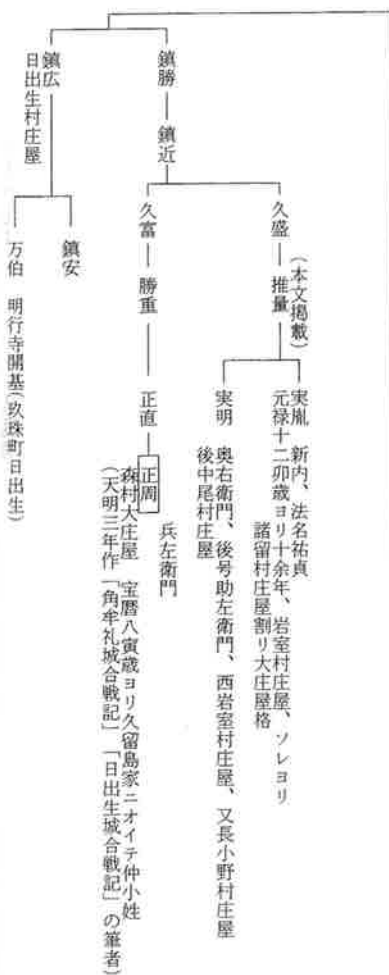 鎮勝
鎮近
久盛
推量
(本文掲載)
実胤　新内、法名祐貞
元禄十二卯歳ヨリ十余年、岩室村庄屋、ソレヨリ
諸留村庄屋割リ大庄屋格
実明　奥右衛門、後号助左衛門、西岩室村庄屋、又長小野村庄屋
後中尾村庄屋
久富
勝重
正直
正周　兵左衛門
森村大庄屋　宝暦八寅歳ヨリ久留島家ニオイテ仲小姓
(天明三年作「角牟礼城合戦記」「日出生城合戦記」の筆者)
鎮広
日出生村庄屋
鎮安
万伯　明行寺開基(玖珠町日出生)